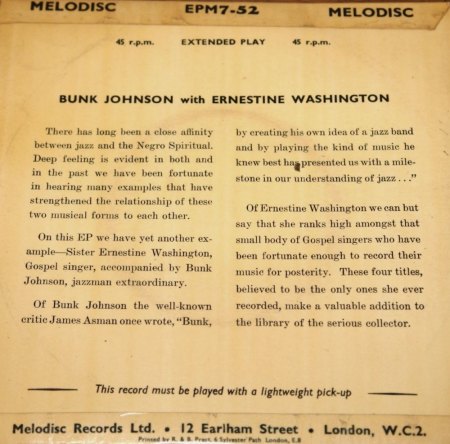 MELODISC EPM7-52 MELODISC
45 r.p.m. EXTENDED PLAY 45 r.p.m.
BUNK JOHNSON with ERNESTINE WASHINGTON
There has long been a close affinity
between jazz and the Negro Spiritual.
Deep feeling is evident in both and
in the past we have been fortunate
in hearing many examples that have
strengthened the relationship of these
two musical forms to each other.
On this EP we have yet another ex-
ample—Sister Ernestine Washington,
Gospel singer, accompanied by Bunk
Johnson, jazzman extraordinary.
Of Bunk Johnson the well-known
critic James Asman once wrote, “Bunk,
by creating his own idea of a jazz band
and by playing the kind of music he
knew best has presented us with a mile-
stone in our understanding of jazz . . .”
Of Ernestine Washington we can but
say that she ranks high amongst that
small body of Gospel singers who have
been fortunate enough to record their
music for posterity. These four titles,
believed to be the only ones she ever
recorded, make a valuable addition to
the library of the serious collector.
This record must be played with a lightweight pick-up
Melodisc Records Ltd. • 12 Earlham Street • London, W.C.2.
Printed by R. & B. Pract, 6 Sylvester Path London, E.8